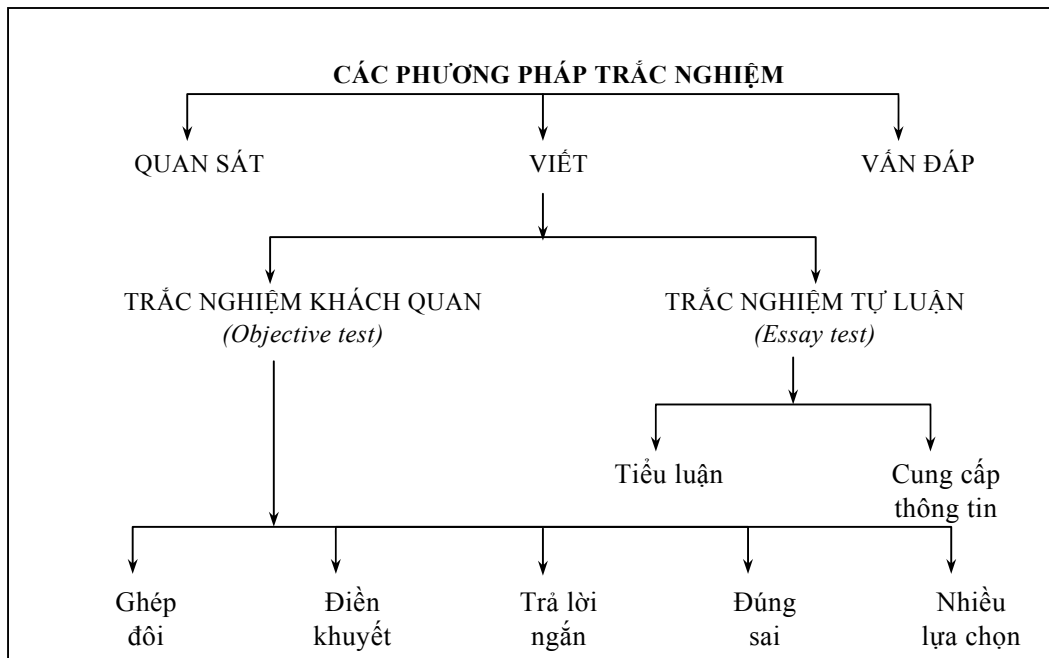 CÁC PHƯƠNG PHÁP TRẮC NGHIỆM
QUAN SÁT
VIẾT
VẤN ĐÁP
TRẮC NGHIỆM KHÁCH QUAN
(Objective test)
TRẮC NGHIỆM TỰ LUẬN
(Essay test)
Tiểu luận
Cung cấp
thông tin
Ghép
đôi
Điền
khuyết
Trả lời
ngắn
Đúng
sai
Nhiều
lựa chọn